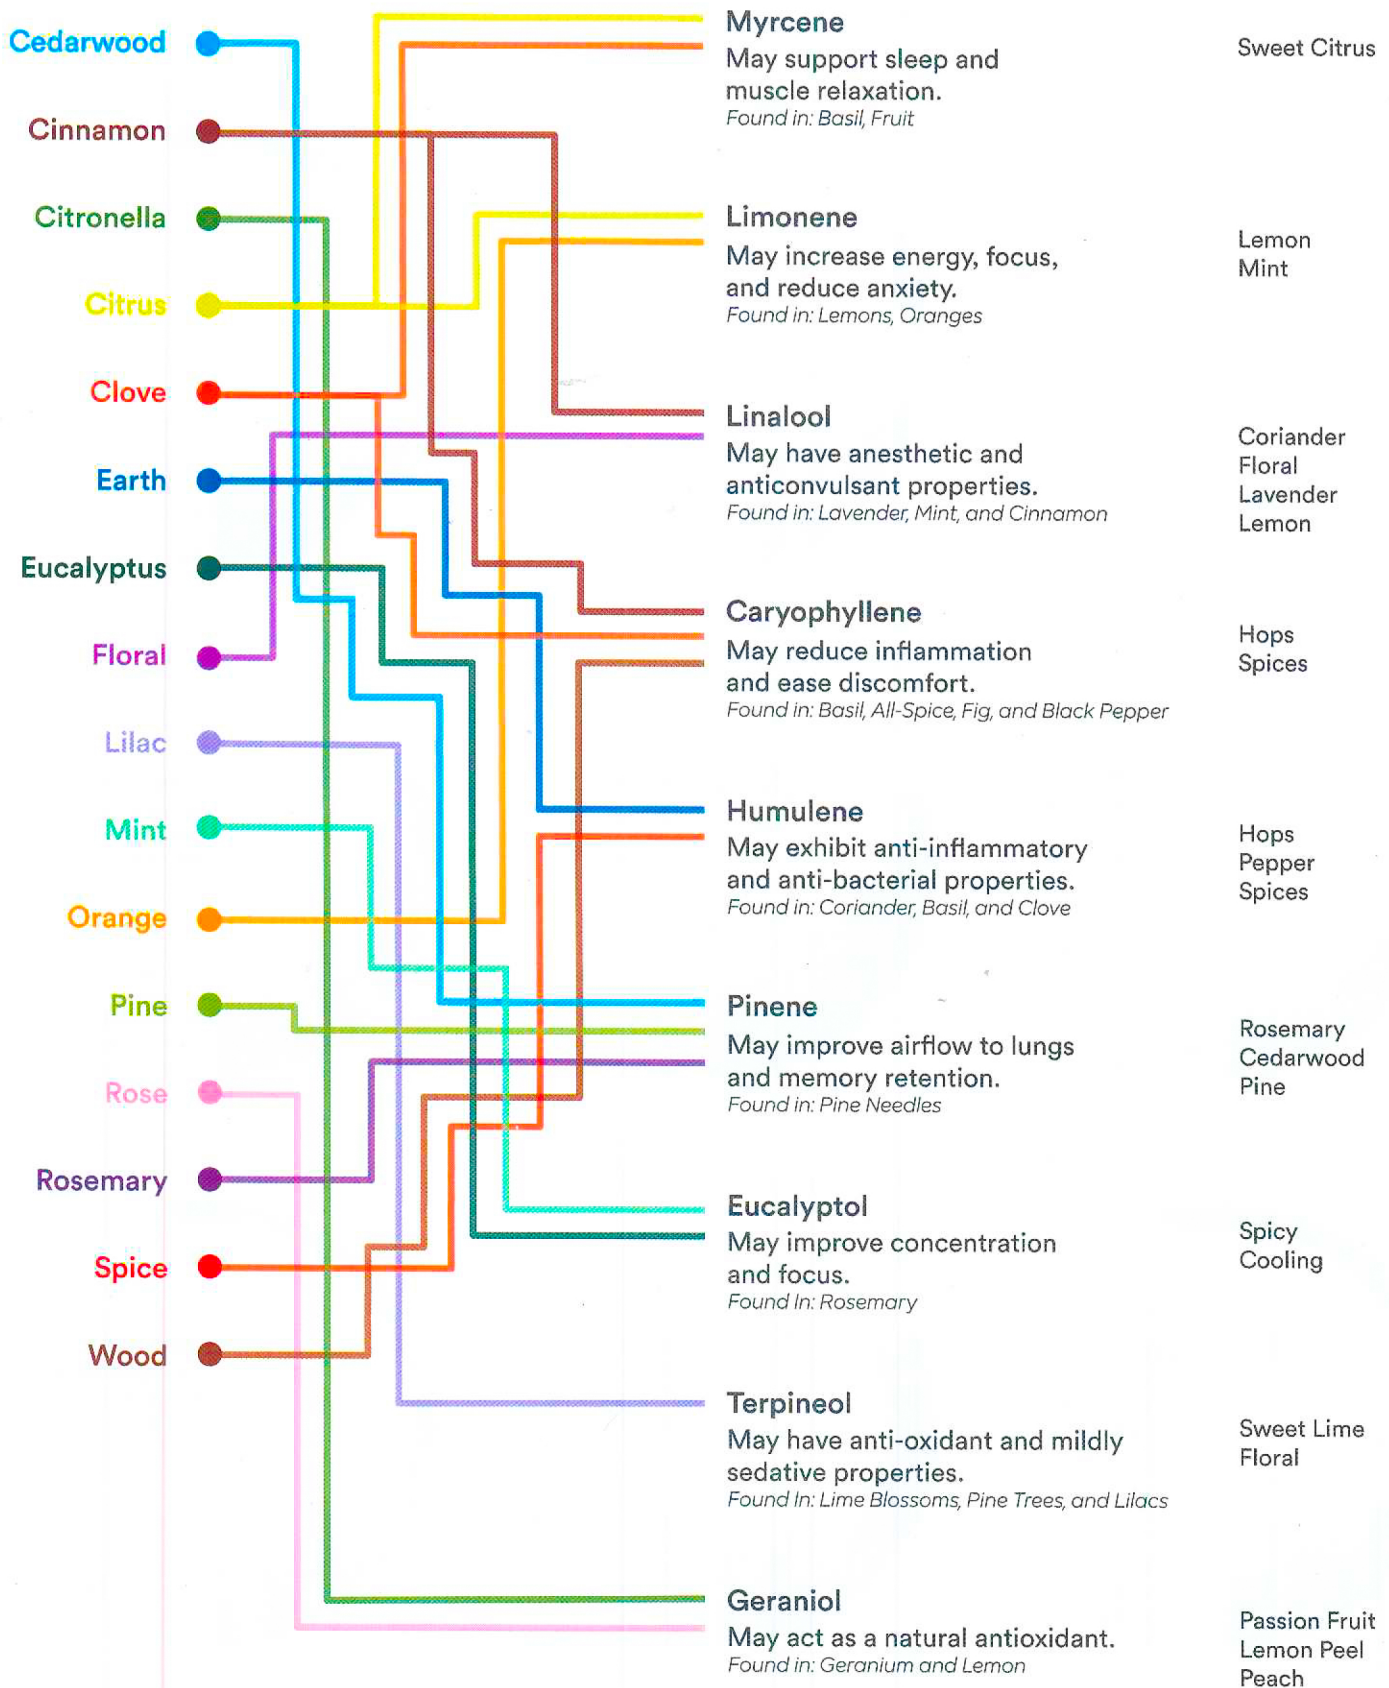 Cedarwood
Cinnamon
Citronella
Citrus
Clove
Earth
Eucalyptus
Floral
Lilac
Mint
Orange
Pine
Rose
Rosemary
Spice
Wood
Myrcene
May support sleep and
muscle relaxation.
Found in: Basil, Fruit
Sweet Citrus
Limonene
May increase energy, focus,
and reduce anxiety.
Found in: Lemons, Oranges
Lemon
Mint
Linalool
May have anesthetic and
anticonvulsant properties.
Found in: Lavender, Mint, and Cinnamon
Coriander
Floral
Lavender
Lemon
Caryophyllene
May reduce inflammation
and ease discomfort.
Found in: Basil, All-Spice, Fig, and Black Pepper
Hops
Spices
Humulene
May exhibit anti-inflammatory
and anti-bacterial properties.
Found in: Coriander, Basil, and Clove
Hops
Pepper
Spices
Pinene
May improve airflow to lungs
and memory retention.
Found in: Pine Needles
Rosemary
Cedarwood
Pine
Eucalyptol
May improve concentration
and focus.
Found In: Rosemary
Spicy
Cooling
Terpineol
May have anti-oxidant and mildly
sedative properties.
Found In: Lime Blossoms, Pine Trees, and Lilacs
Sweet Lime
Floral
Geraniol
May act as a natural antioxidant.
Found in: Geranium and Lemon
Passion Fruit
Lemon Peel
Peach